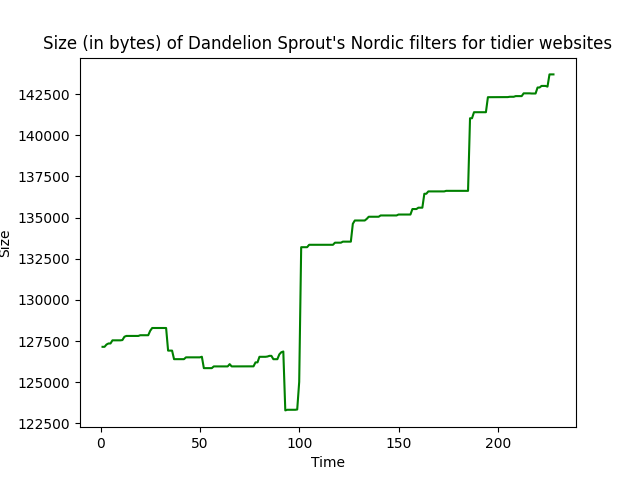 Size (in bytes) of Dandelion Sprout's Nordic filters for tidier websites
142500
140000
137500
135000
132500
130000
127500
125000
122500
Size
0 50 100 150 200
Time